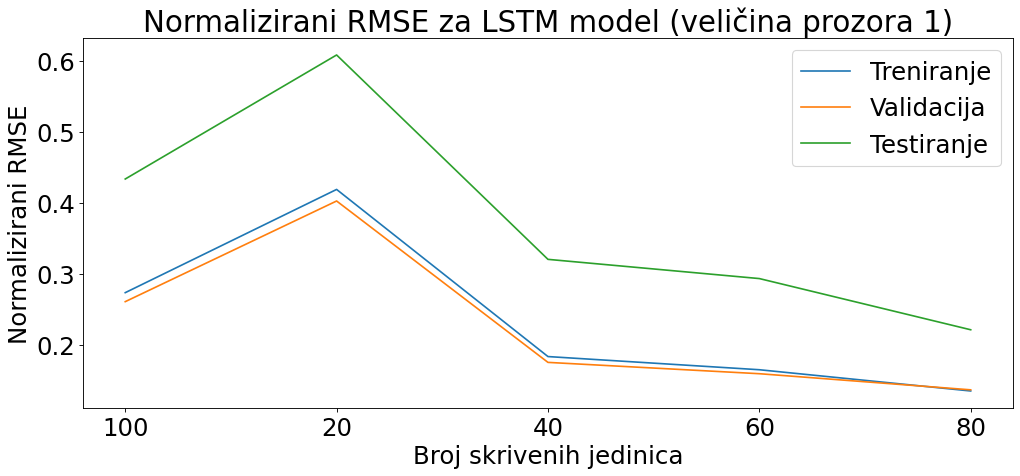 Normalizirani RMSE za LSTM model (veličina prozora 1)
Normalizirani RMSE
0.6
0.5
0.4
0.3
0.2
Treniranje
Validacija
Testiranje
100 20 40 60 80
Broj skrivenih jedinica